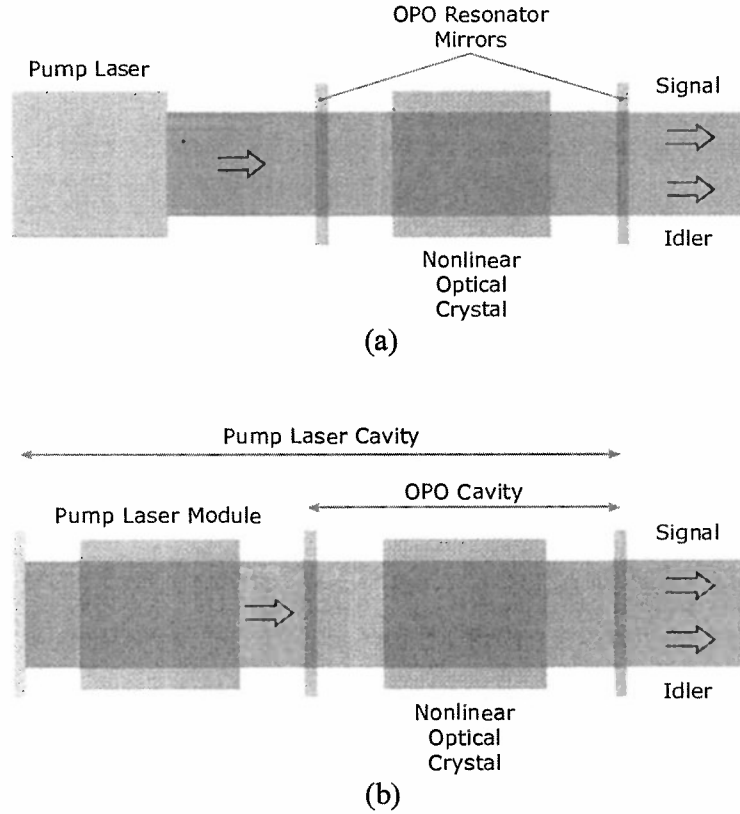 OPO Resonator
Mirrors
Pump Laser
Signal
Idler
Nonlinear
Optical
Crystal
(a)
Pump Laser Cavity
OPO Cavity
Pump Laser Module
Signal
Idler
Nonlinear
Optical
Crystal
(b)